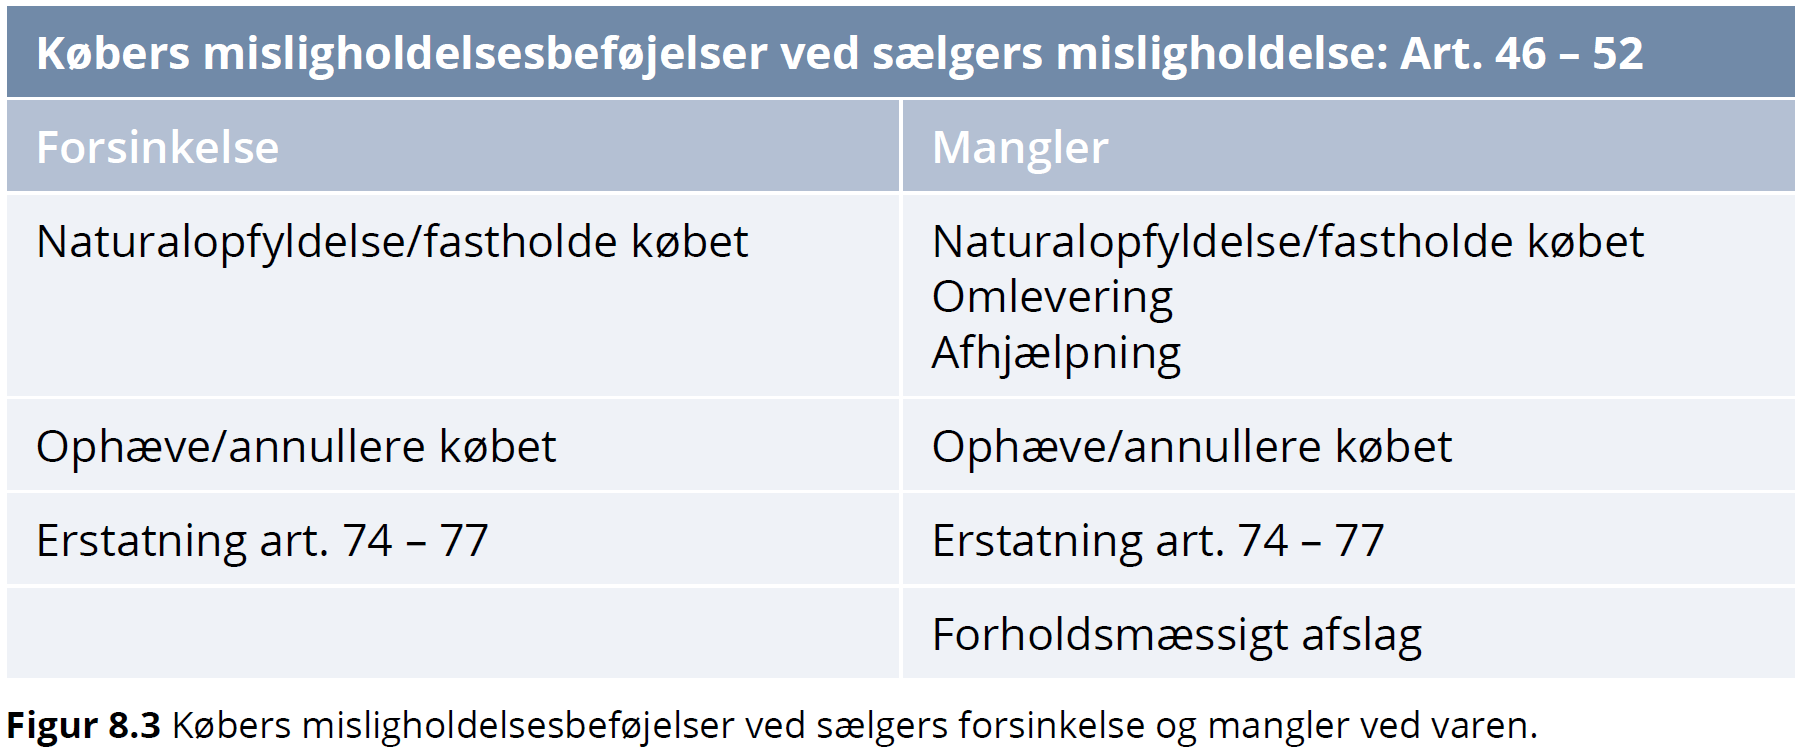 Købers misligholdelsesbeføjelser ved sælgers misligholdelse: Art. 46 – 52
Forsinkelse
Mangler
Naturalopfyldelse/fastholde købet
Naturalopfyldelse/fastholde købet
Omlevering
Afhjælpning
Ophæve/annullere købet
Ophæve/annullere købet
Erstatning art. 74 – 77
Erstatning art. 74 – 77
Forholdsmæssigt afslag
Figur 8.3 Købers misligholdelsesbeføjelser ved sælgers forsinkelse og mangler ved varen.